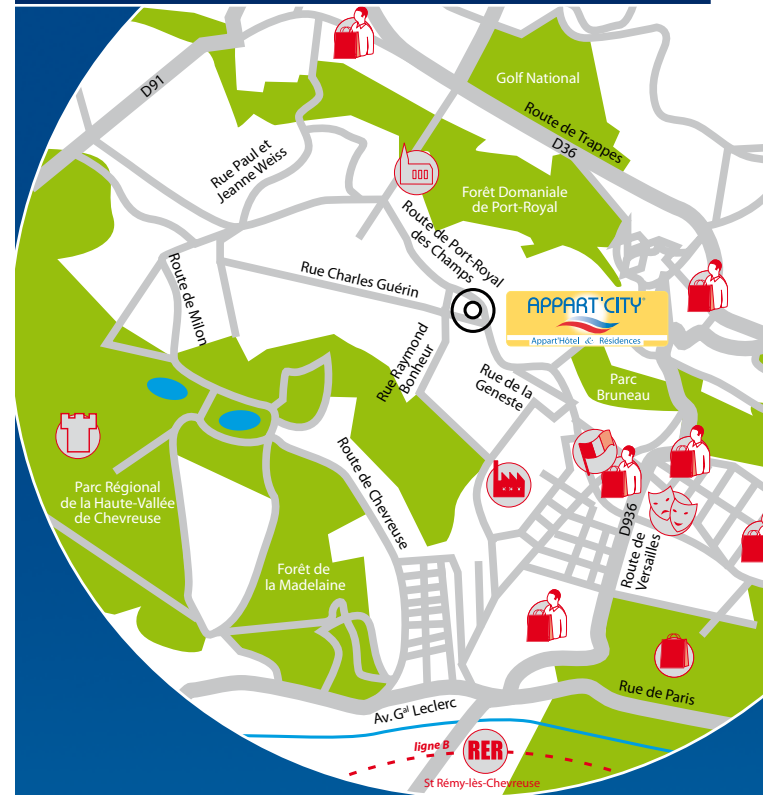 D91
Golf National
Route de Trappes
D36
Rue Paul et
Jeanne Weiss
Forêt Domaniale
de Port-Royal
Route de Port-Royal
des Champs
Rue Charles Guérin
Route de Milon
APPART'CITY
Appart'Hôtel & Résidences
Rue Raymond
Bonheur
Rue de la
Geneste
Parc
Bruneau
Parc Régional
de la Haute-Vallée
de Chevreuse
Route de Chevreuse
D936
Route de
Versailles
Forêt de
la Madelaine
Rue de Paris
Av. Gal Leclerc
ligne B
RER
St Rémy-lès-Chevreuse